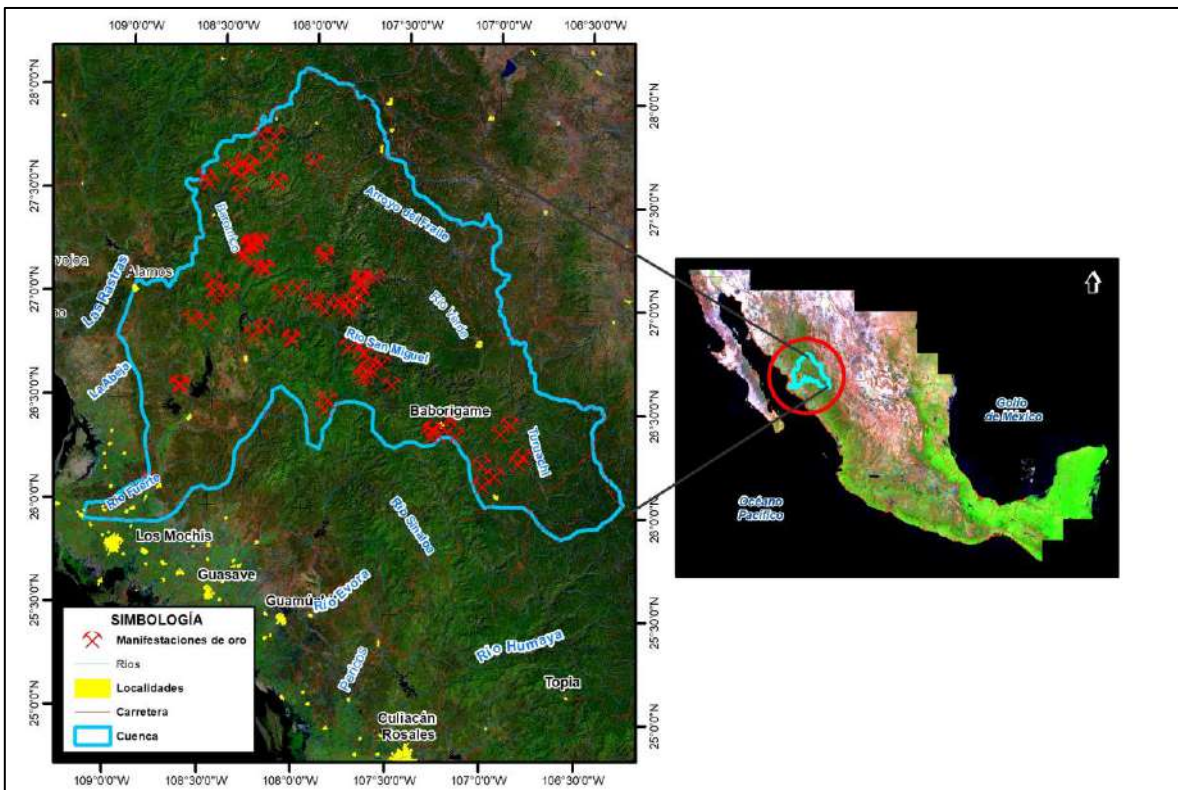 109°0'0"W 108°30'0"W 108°0'0"W 107°30'0"W 107°0'0"W 106°30'0"W
28°0'0"N
27°30'0"N
27°0'0"N
26°30'0"N
26°0'0"N
25°30'0"N
25°0'0"N
28°0'0"N
27°30'0"N
27°0'0"N
26°30'0"N
26°0'0"N
25°30'0"N
25°0'0"N
Arroyo del Fraile
vojoa
Alamos
Las Rastras
Río Verde
Río San Miguel
La Abeja
Baborigame
Turuachi
Río Fuerte
Río Sinaloa
Los Mochis
Guasave
Río Evora
Río Humaya
Pericos
Topia
Culiacán
Rosales
SIMBOLOGÍA
Manifestaciones de oro
Ríos
Localidades
Carretera
Cuenca
109°0'0"W 108°30'0"W 108°0'0"W 107°30'0"W 107°0'0"W 106°30'0"W
Golfo
de México
Océano
Pacífico